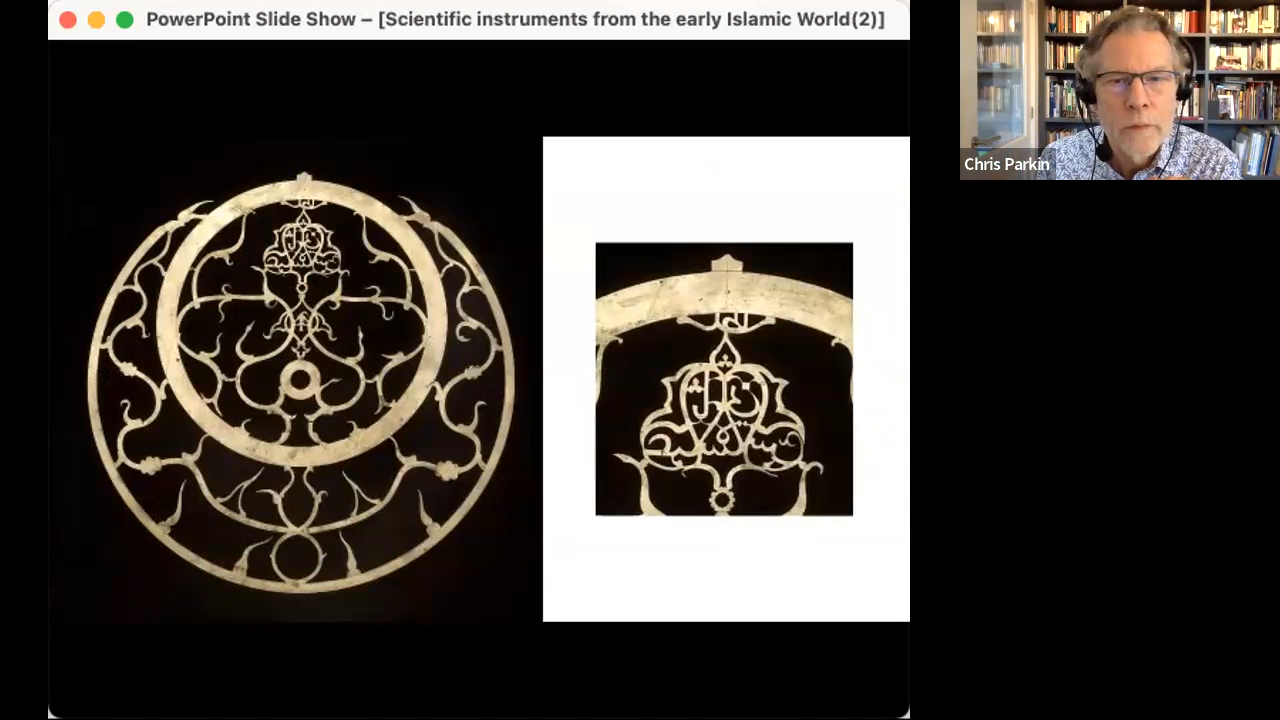 PowerPoint Slide Show – [Scientific instruments from the early Islamic World(2)]
Chris Parkin